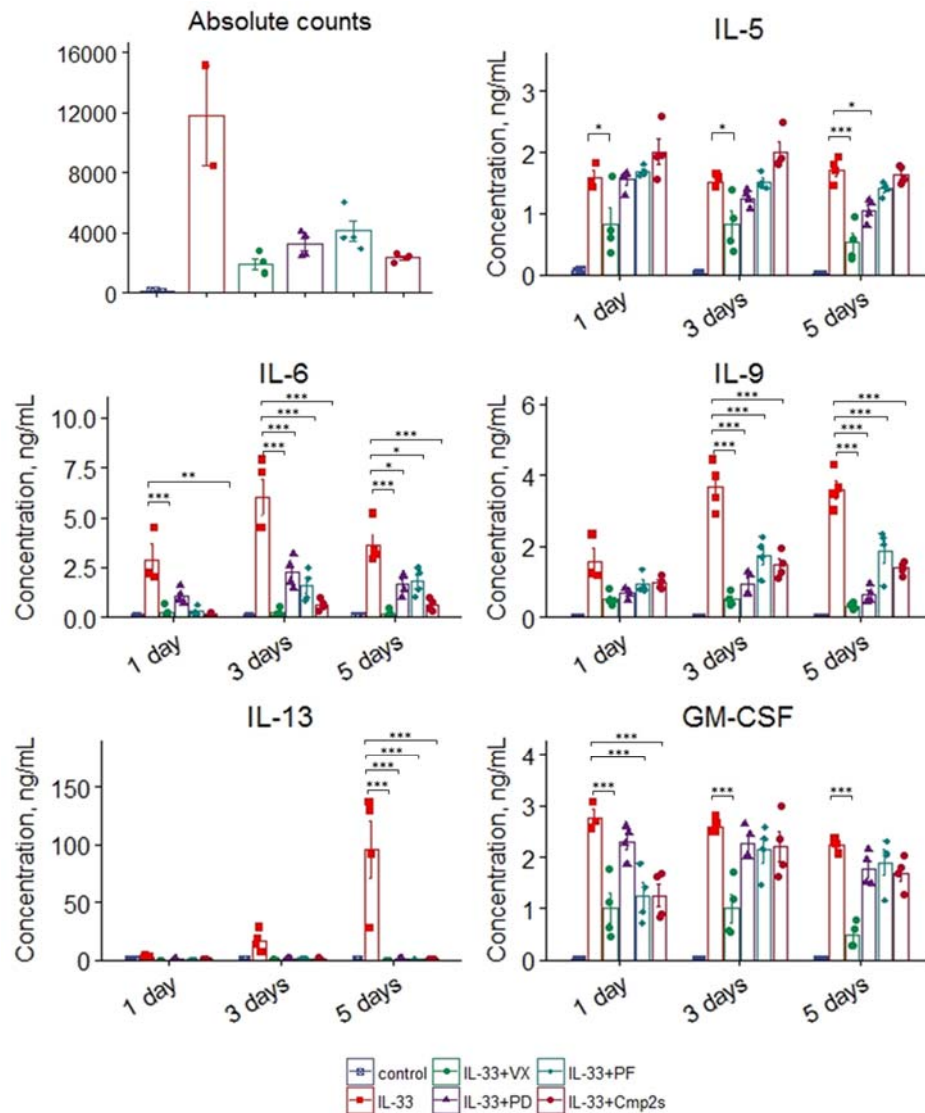 Absolute counts
16000
12000
8000
4000
0
IL-5
Concentration, ng/mL
3
2
1
0
*
*
***
*
1 day
3 days
5 days
IL-6
Concentration, ng/mL
10.0
7.5
5.0
2.5
0.0
***
**
***
***
***
***
***
*
*
***
1 day
3 days
5 days
IL-9
Concentration, ng/mL
6
4
2
0
***
***
***
***
***
***
***
***
1 day
3 days
5 days
IL-13
Concentration, ng/mL
150
100
50
0
***
***
***
***
1 day
3 days
5 days
GM-CSF
Concentration, ng/mL
4
3
2
1
0
***
***
***
***
***
1 day
3 days
5 days
control
IL-33+VX
IL-33+PF
IL-33
IL-33+PD
IL-33+Cmp2s